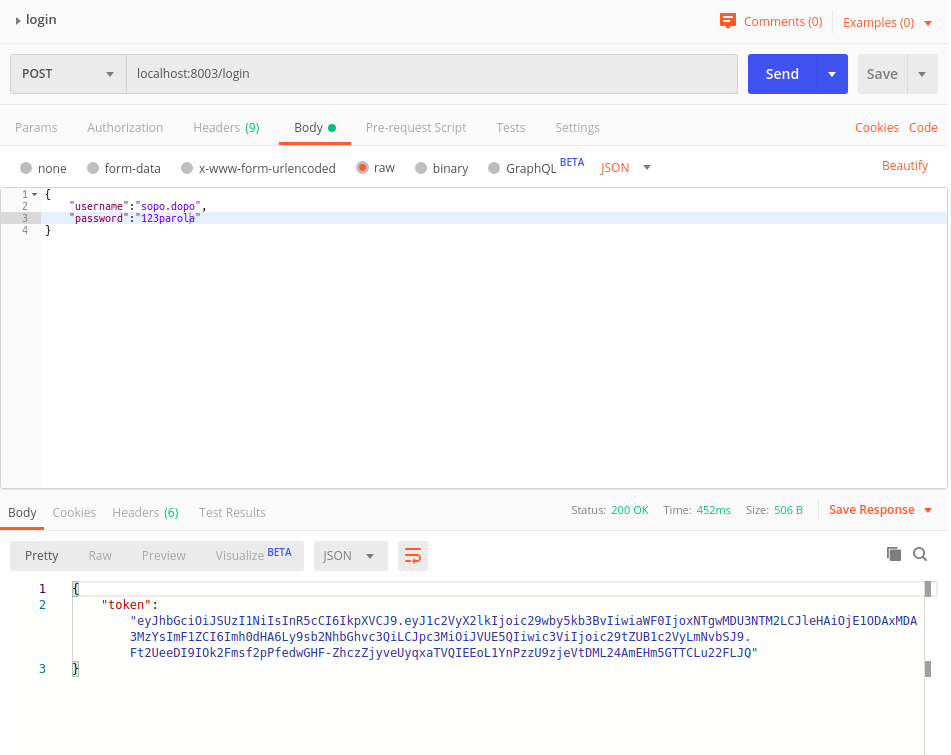 login
Comments (0)
Examples (0)
POST
localhost:8003/login
Send
Save
Params
Authorization
Headers (9)
Body
Pre-request Script
Tests
Settings
Cookies
Code
none
form-data
x-www-form-urlencoded
raw
binary
GraphQL BETA
JSON
Beautify
1 {
2 "username":"sopo.dopo",
3 "password":"123parola"
4 }
Body
Cookies
Headers (6)
Test Results
Status: 200 OK
Time: 452ms
Size: 506 B
Save Response
Pretty
Raw
Preview
Visualize BETA
JSON
1 {
2 "token":
"eyJhbGciOiJSUzI1NiIsInR5cCI6IkpXVCJ9.eyJ1c2VyX2lkIjoic29wby5kb3BvIiwiaWF0IjoxNTgwMDU3NTM2LCJleHAiOjE1ODAxMDA
3MzYsImF1ZCI6Imh0dHA6Ly9sb2NhbGhvc3QiLCJpc3MiOiJVUE5QIiwic3ViIjoic29tZUB1c2VyLmNvbSJ9.
Ft2UeeDI9IOk2Fmsf2pPfedwGHF-ZhczZjyveUyqxaTVQIEEoL1YnPzzU9zjeVtDML24AmEHm5GTTCLu22FLJQ"
3 }